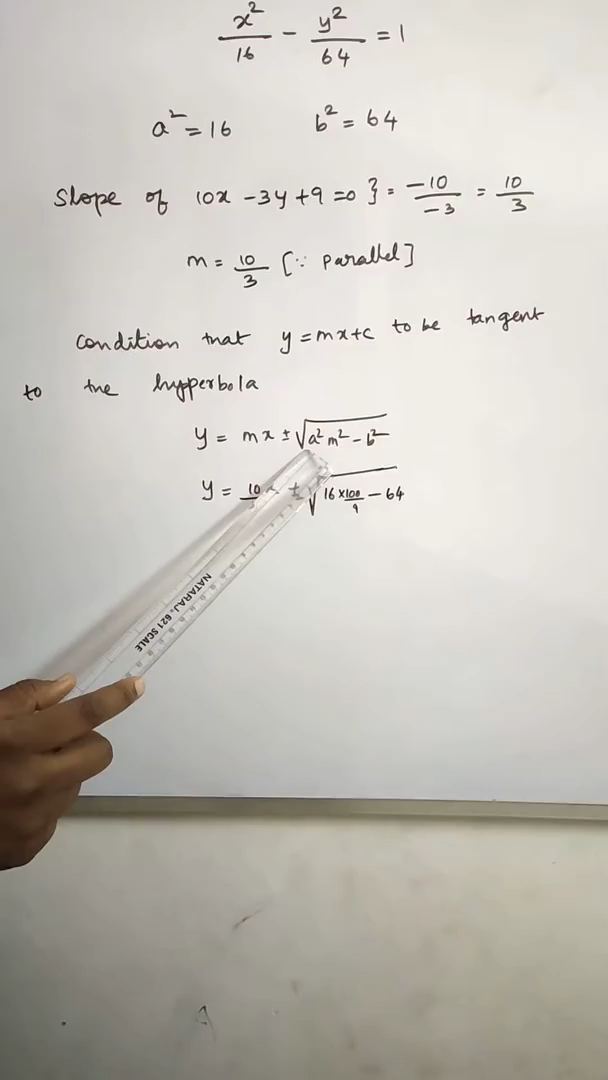 x²/16 - y²/64 = 1
a² = 16 b² = 64
Slope of 10x - 3y + 9 = 0 } = -10/-3 = 10/3
m = 10/3 [∵ parallel]
condition that y = mx + c to be tangent
to the hyperbola
y = mx ± √(a²m² - b²)
y = 10 ± √(16 × 100/9 - 64)
NATARAJ. 621 SCALE